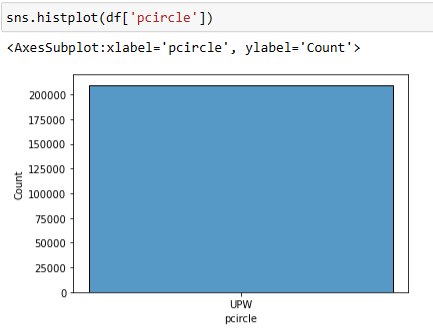 sns.histplot(df['pcircle'])
<AxesSubplot:xlabel='pcircle', ylabel='Count'>
200000
175000
150000
125000
100000
75000
50000
25000
0
Count
UPW
pcircle